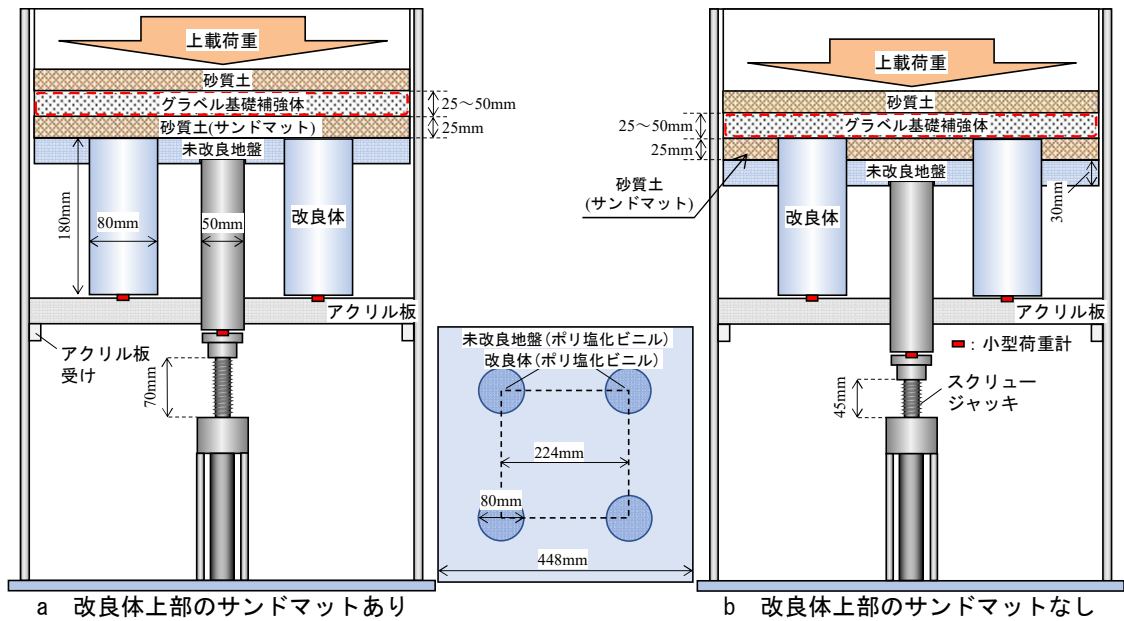 上載荷重
砂質土
グラベル基礎補強体
25～50mm
砂質土(サンドマット)
25mm
未改良地盤
180mm
80mm
50mm
改良体
アクリル板
アクリル板
受け
70mm
a 改良体上部のサンドマットあり
未改良地盤(ポリ塩化ビニル)
改良体(ポリ塩化ビニル)
224mm
80mm
448mm
上載荷重
砂質土
25～50mm
グラベル基礎補強体
25mm
未改良地盤
砂質土
(サンドマット)
30mm
改良体
アクリル板
：小型荷重計
スクリュー
ジャッキ
45mm
b 改良体上部のサンドマットなし